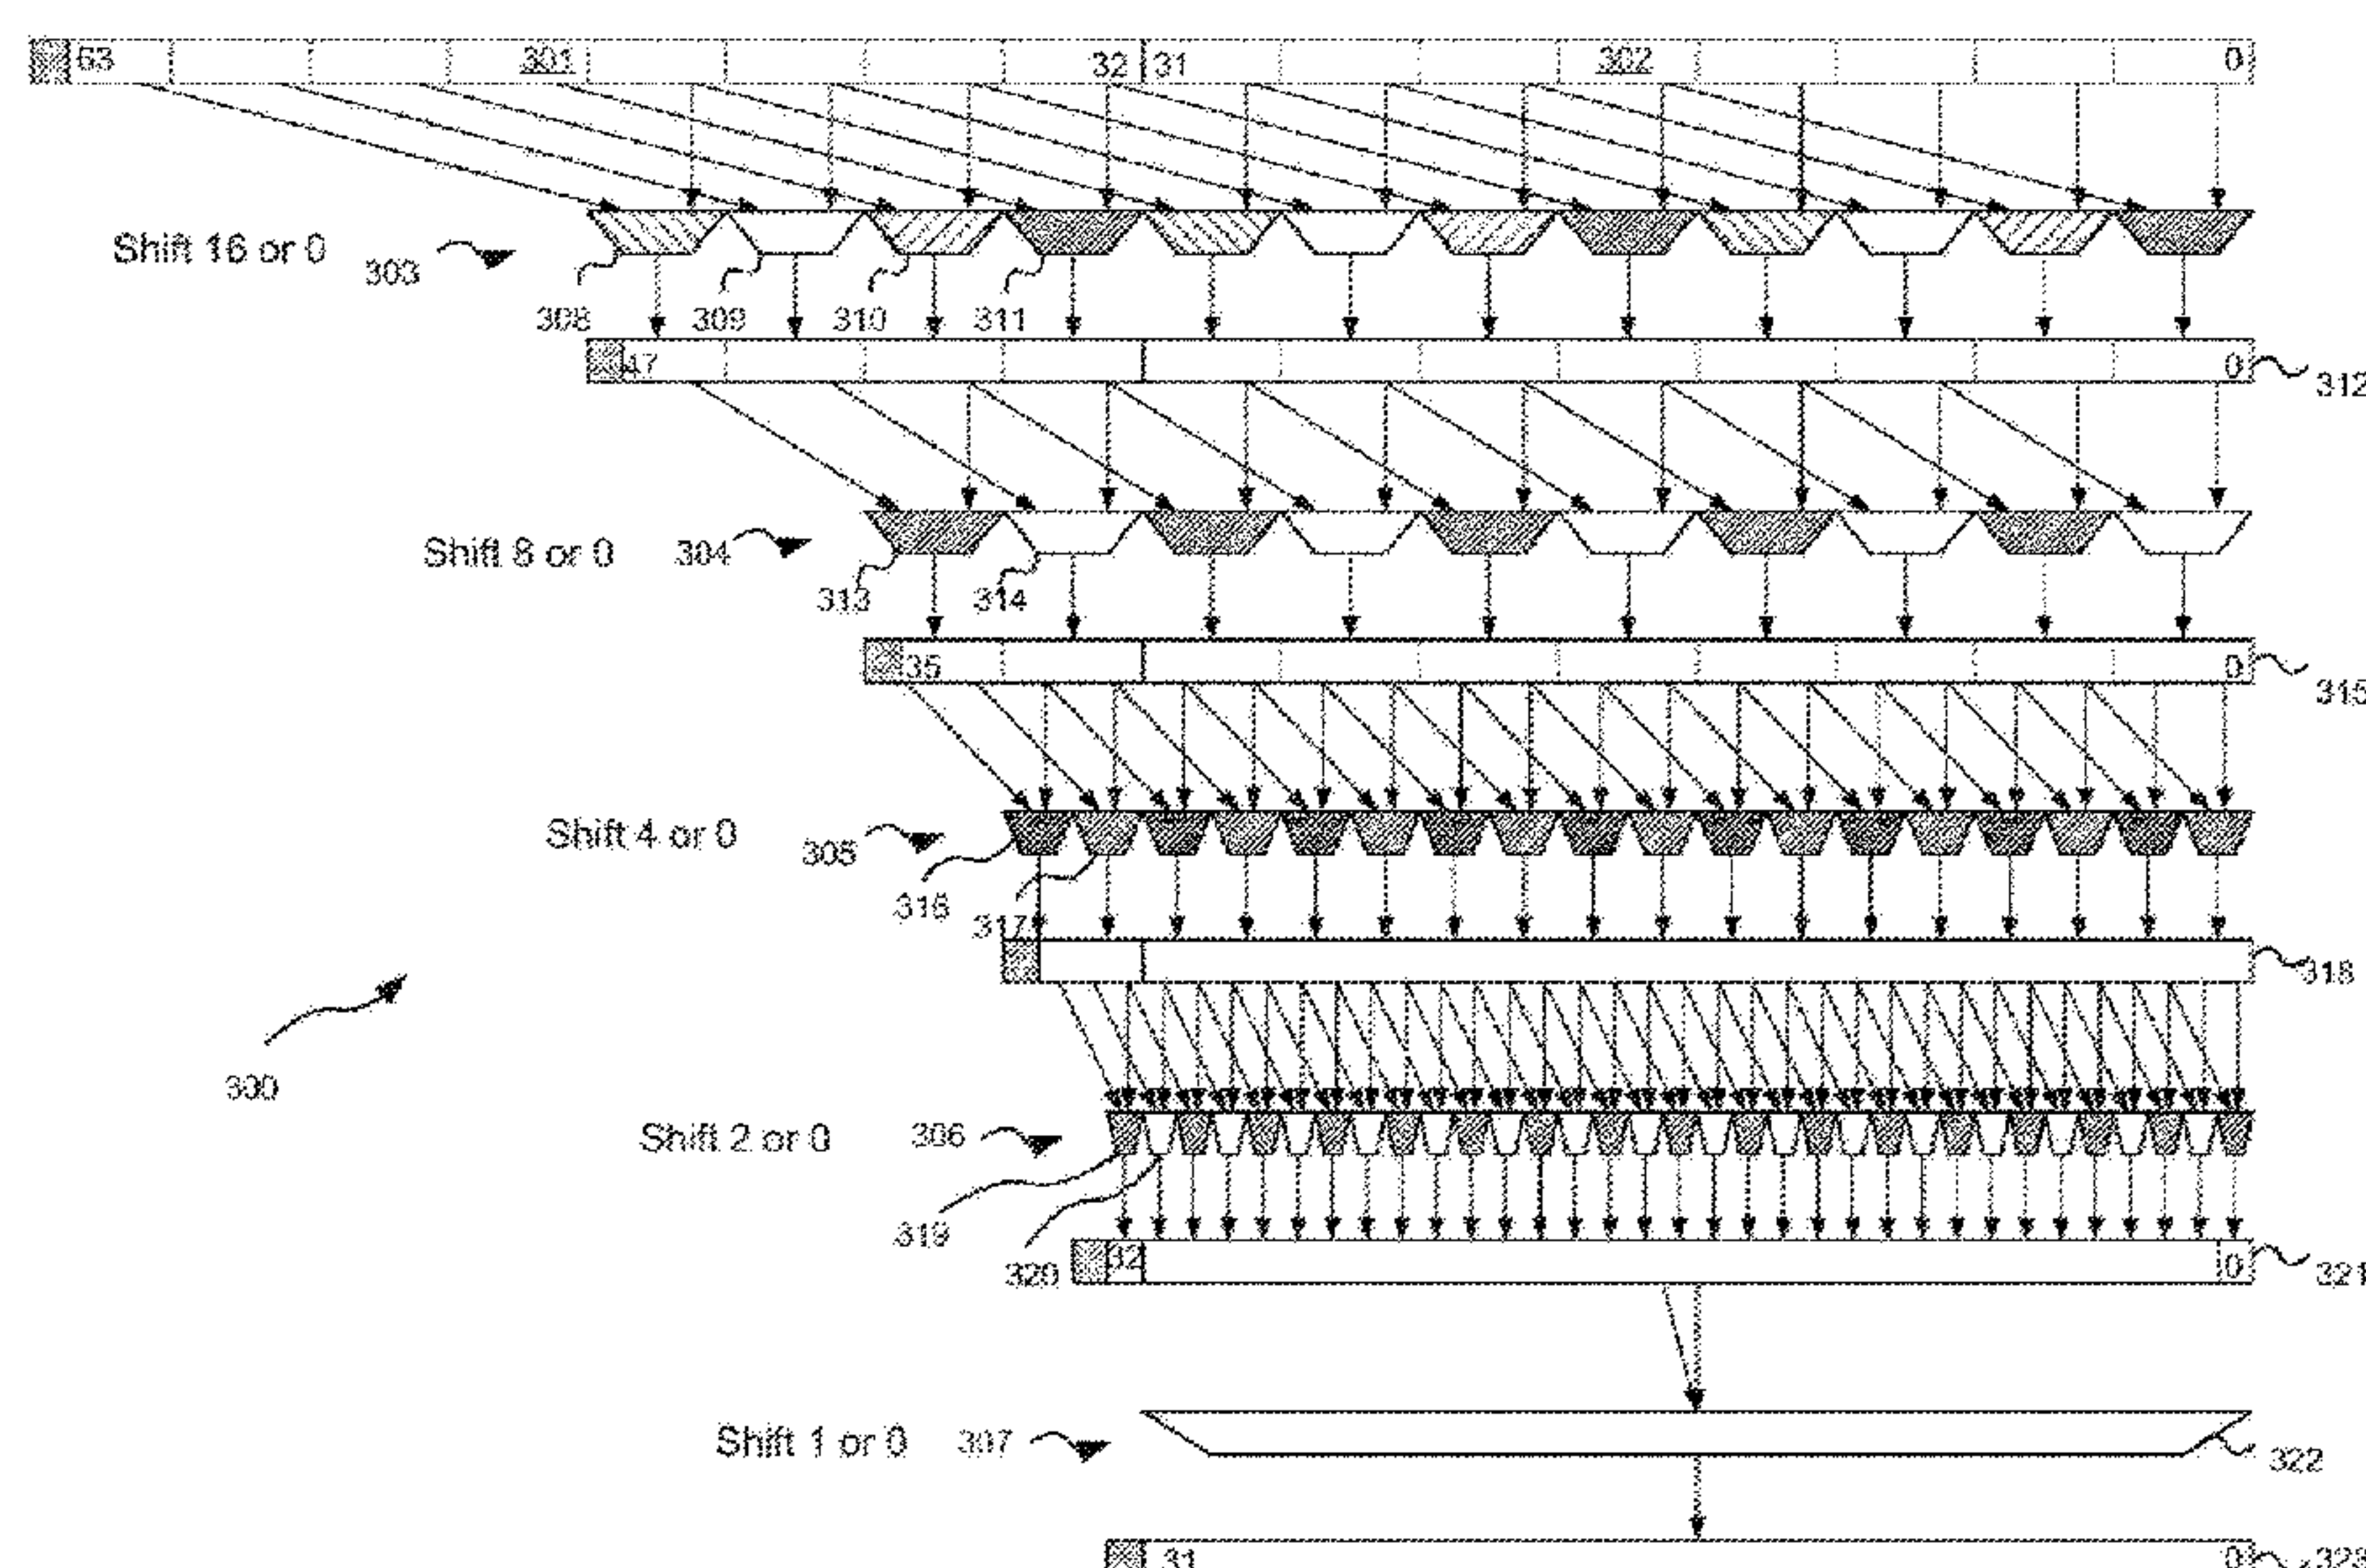 63 301 32 31 302 0
Shift 16 or 0 303
308 309 310 311
47 0 312
Shift 8 or 0 304
313 314
35 0 315
Shift 4 or 0 305
316 317
318
300
Shift 2 or 0 306
319 320
32 0 321
Shift 1 or 0 307 322
31 0 323